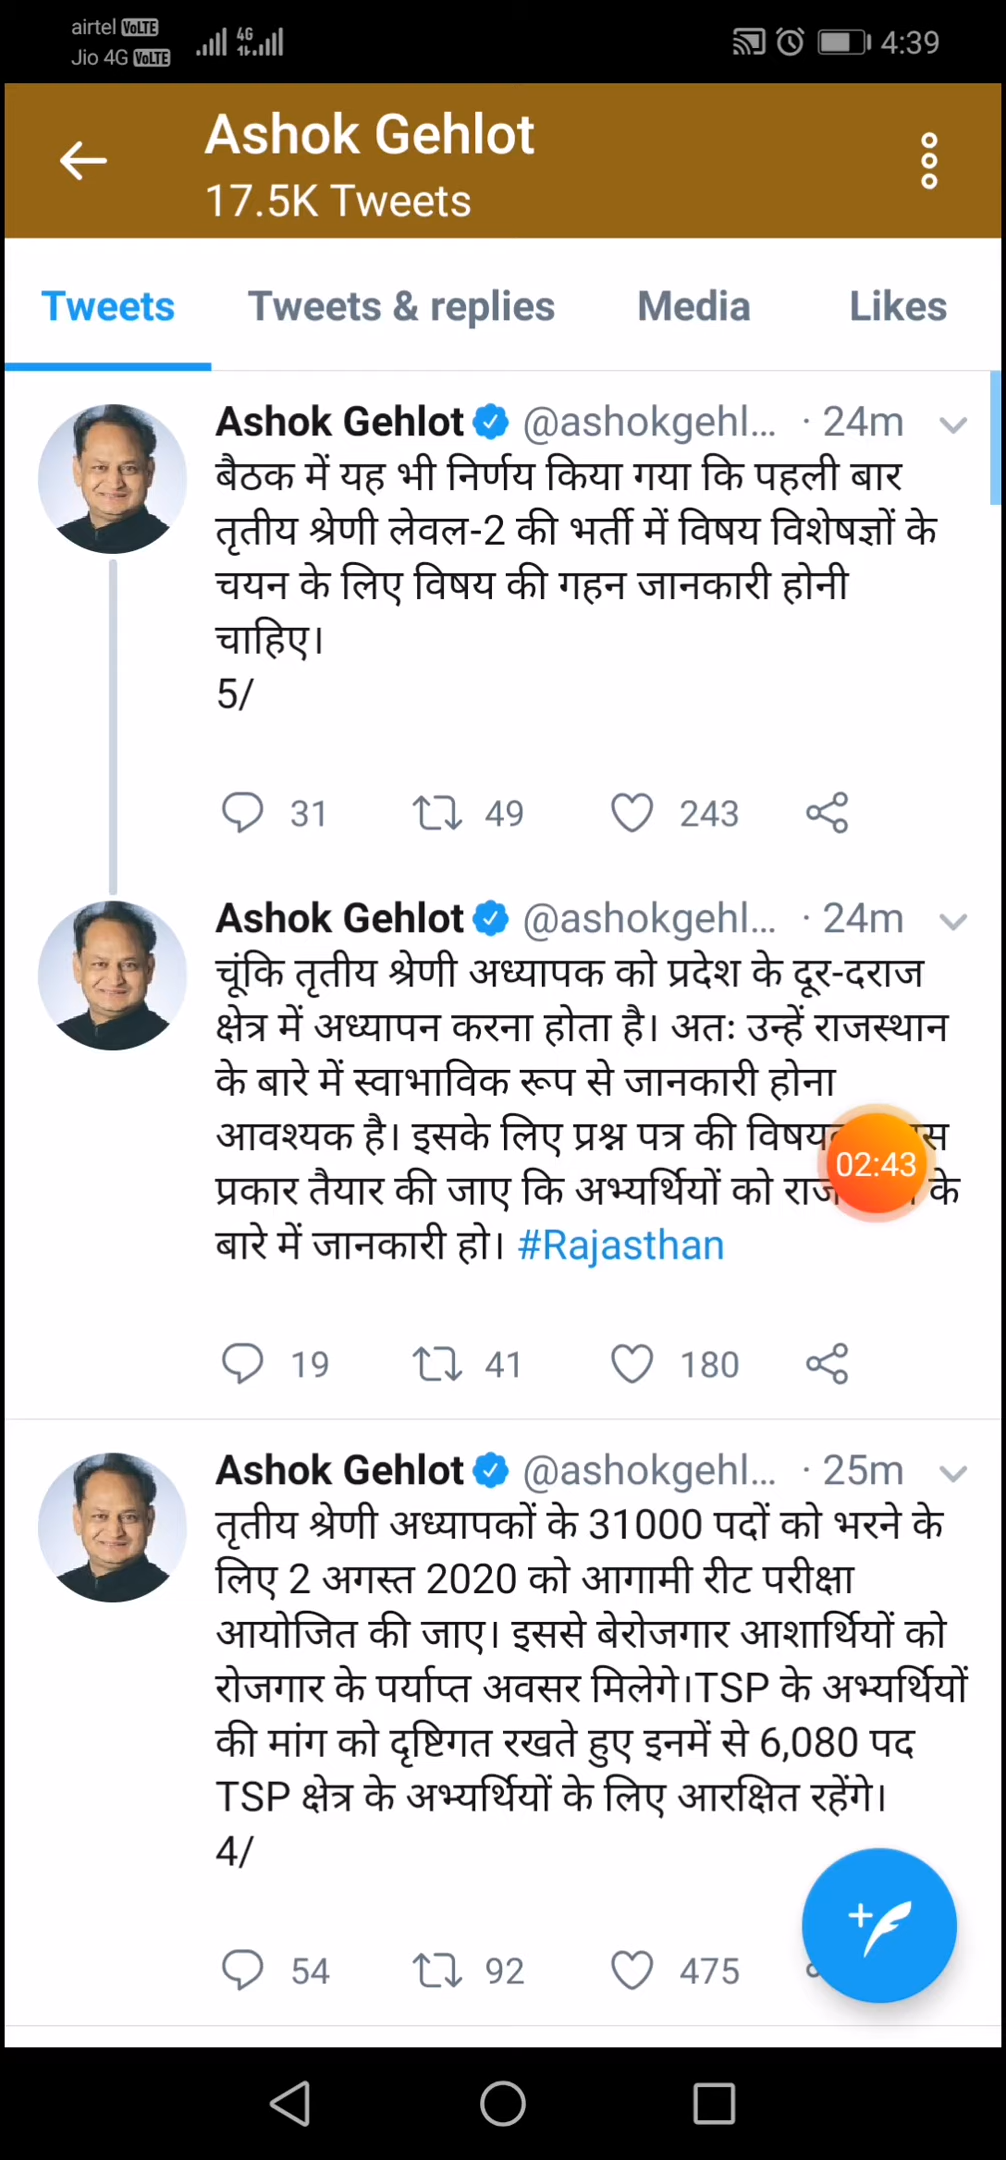 airtel VoLTE
Jio 4G VoLTE
4G
4:39
Ashok Gehlot
17.5K Tweets
Tweets Tweets & replies Media Likes
Ashok Gehlot @ashokgehl... · 24m
बैठक में यह भी निर्णय किया गया कि पहली बार
तृतीय श्रेणी लेवल-2 की भर्ती में विषय विशेषज्ञों के
चयन के लिए विषय की गहन जानकारी होनी
चाहिए।
5/
31 49 243
Ashok Gehlot @ashokgehl... · 24m
चूंकि तृतीय श्रेणी अध्यापक को प्रदेश के दूर-दराज
क्षेत्र में अध्यापन करना होता है। अतः उन्हें राजस्थान
के बारे में स्वाभाविक रूप से जानकारी होना
आवश्यक है। इसके लिए प्रश्न पत्र की
02:43
प्रकार तैयार की जाए कि अभ्यर्थियों को के
बारे में जानकारी हो। #Rajasthan
19 41 180
Ashok Gehlot @ashokgehl... · 25m
तृतीय श्रेणी अध्यापकों के 31000 पदों को भरने के
लिए 2 अगस्त 2020 को आगामी रीट परीक्षा
आयोजित की जाए। इससे बेरोजगार आशार्थियों को
रोजगार के पर्याप्त अवसर मिलेगे।TSP के अभ्यर्थियों
की मांग को दृष्टिगत रखते हुए इनमें से 6,080 पद
TSP क्षेत्र के अभ्यर्थियों के लिए आरक्षित रहेंगे।
4/
54 92 475